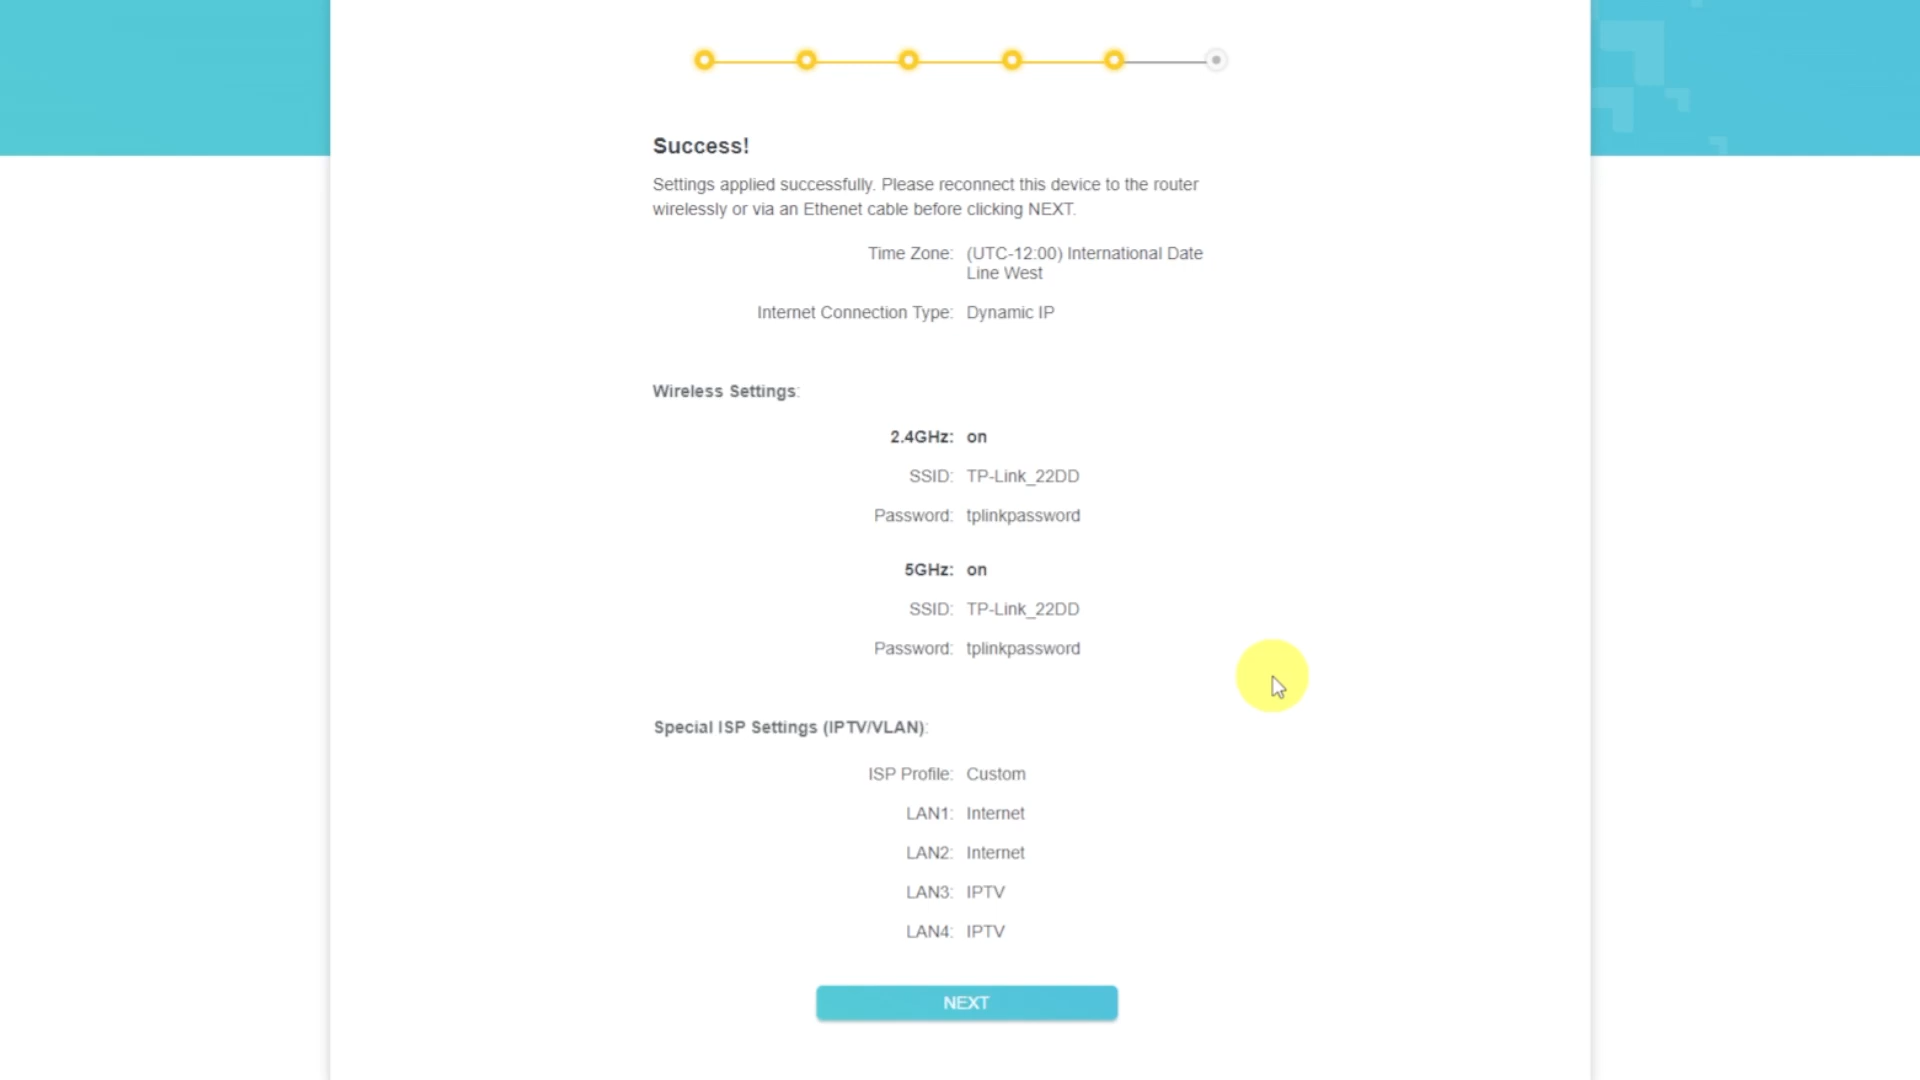 Success!
Settings applied successfully. Please reconnect this device to the router
wirelessly or via an Ethenet cable before clicking NEXT.
Time Zone: (UTC-12:00) International Date
Line West
Internet Connection Type: Dynamic IP
Wireless Settings:
2.4GHz: on
SSID: TP-Link_22DD
Password: tplinkpassword
5GHz: on
SSID: TP-Link_22DD
Password: tplinkpassword
Special ISP Settings (IPTV/VLAN):
ISP Profile: Custom
LAN1: Internet
LAN2: Internet
LAN3: IPTV
LAN4: IPTV
NEXT